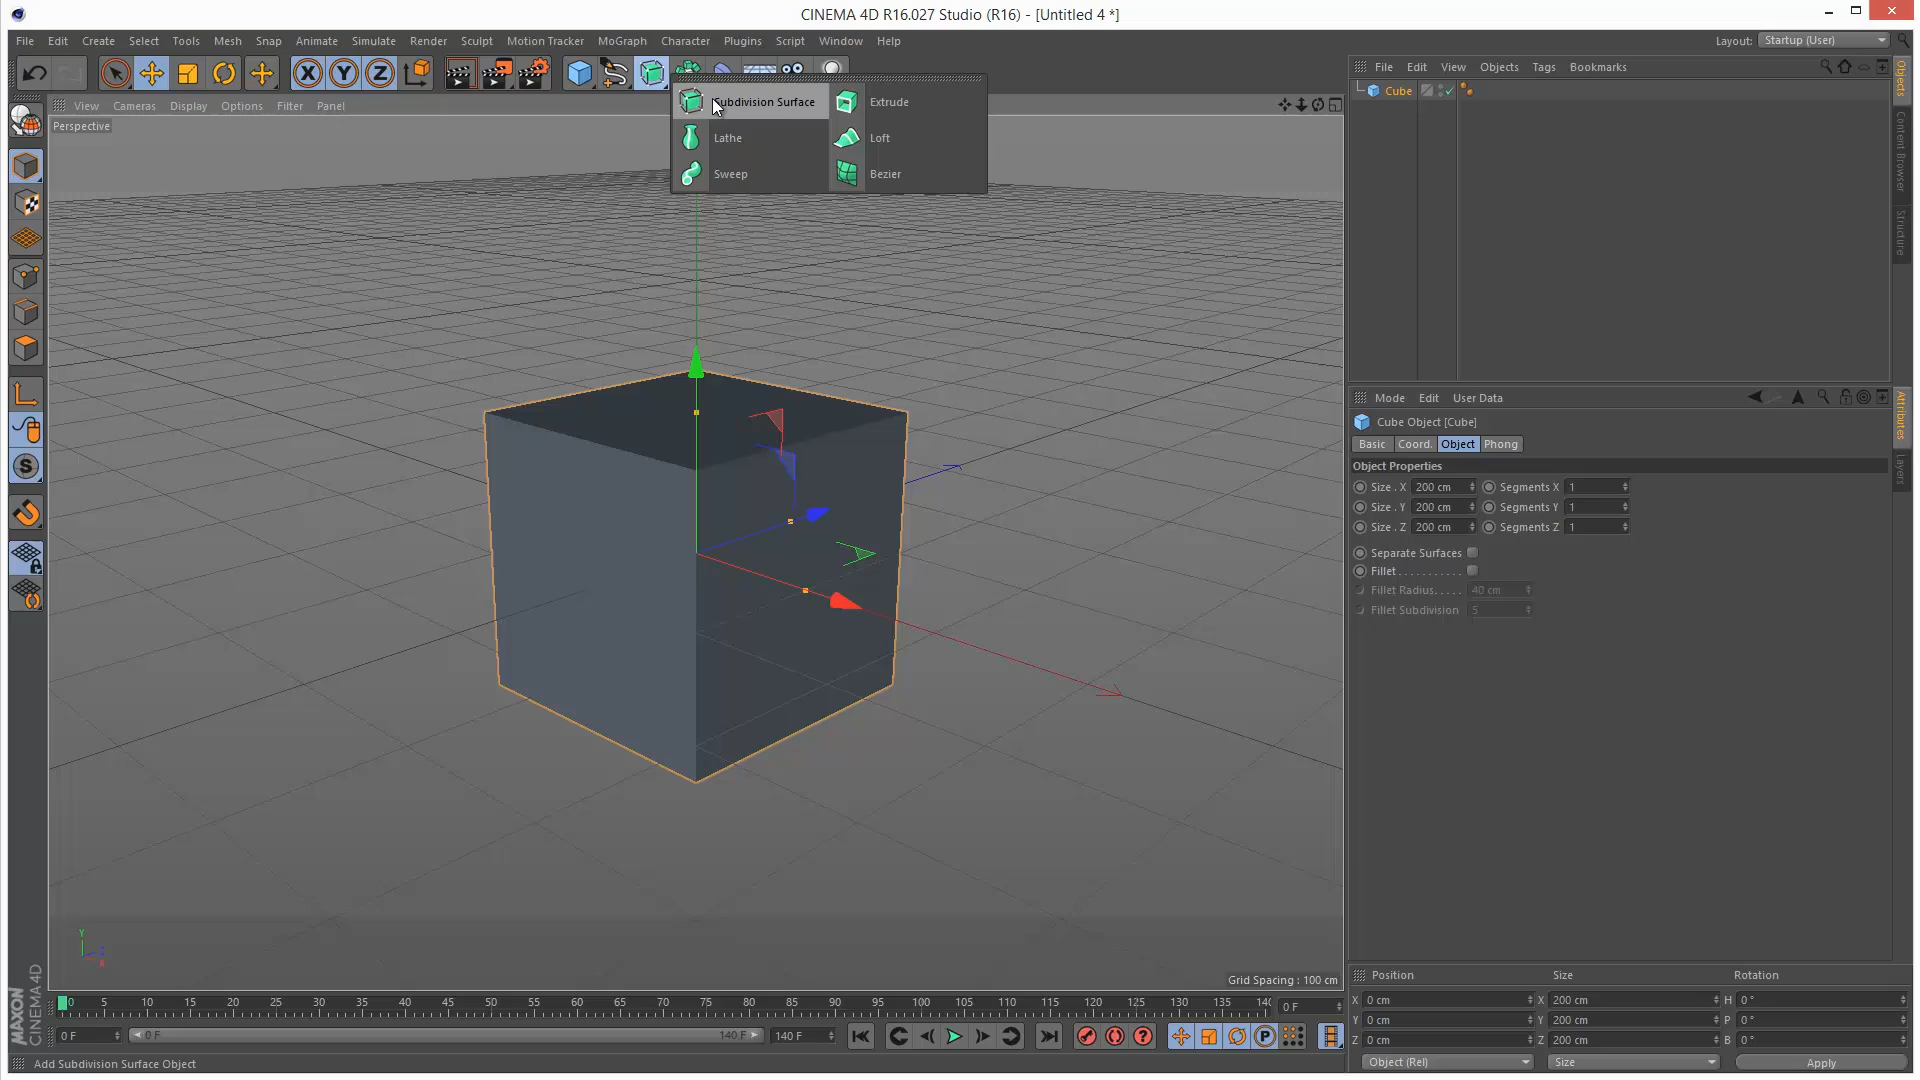 CINEMA 4D R16.027 Studio (R16) - [Untitled 4 *]
File Edit Create Select Tools Mesh Snap Animate Simulate Render Sculpt Motion Tracker MoGraph Character Plugins Script Window Help
Layout: Startup (User)
X Y Z
View Cameras Display Options Filter Panel
Perspective
Subdivision Surface
Extrude
Lathe
Loft
Sweep
Bezier
File Edit View Objects Tags Bookmarks
Cube
Objects
Content Browser
Structure
Mode Edit User Data
Cube Object [Cube]
Basic Coord. Object Phong
Object Properties
Size . X 200 cm Segments X 1
Size . Y 200 cm Segments Y 1
Size . Z 200 cm Segments Z 1
Separate Surfaces
Fillet . . . . . . . . . . .
Fillet Radius. . . . . 40 cm
Fillet Subdivision 5
Attributes
Layers
S
Y
Grid Spacing : 100 cm
0 5 10 15 20 25 30 35 40 45 50 55 60 65 70 75 80 85 90 95 100 105 110 115 120 125 130 135 140
0 F
0 F
0 F
140 F
140 F
P
MAXON
CINEMA 4D
Position Size Rotation
X 0 cm X 200 cm H 0 °
Y 0 cm Y 200 cm P 0 °
Z 0 cm Z 200 cm B 0 °
Object (Rel) Size Apply
Add Subdivision Surface Object